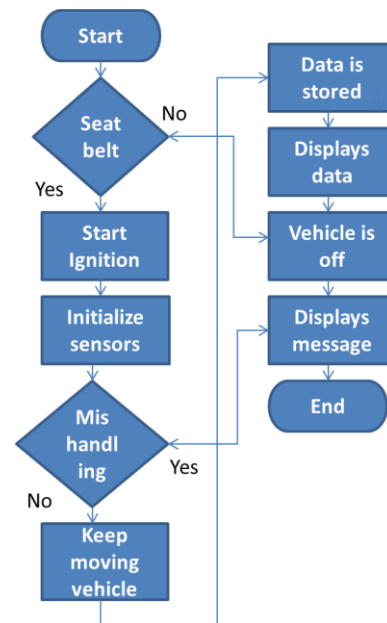 Start
Seat
belt
No
Yes
Start
Ignition
Initialize
sensors
Mis
handl
ing
Yes
No
Keep
moving
vehicle
Data is
stored
Displays
data
Vehicle is
off
Displays
message
End